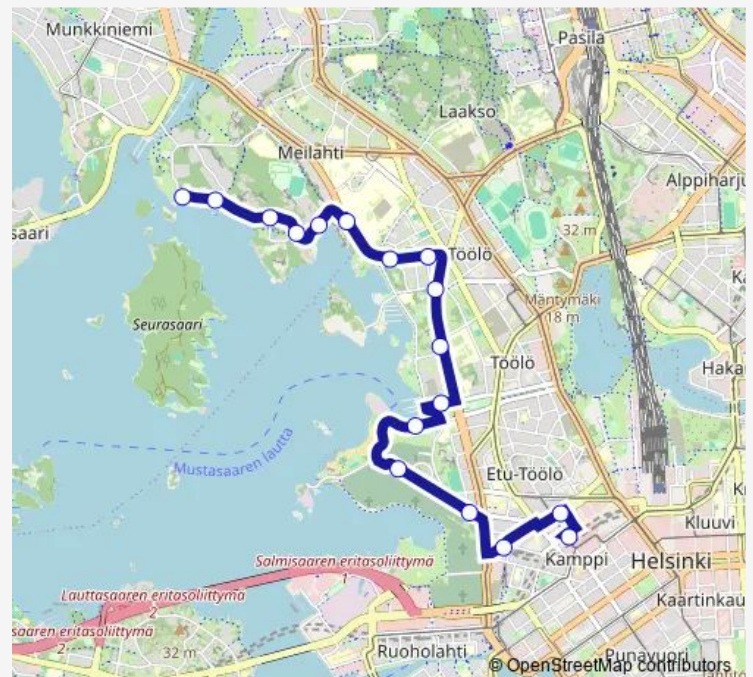 Munkkiniemi
Pasila
Laakso
Meilahti
Alppiharju
saari
32 m
Töölö
Mäntymäki
18 m
Seurasaari
Töölö
Mustasaaren lautta
Etu-Töölö
Kluuvi
Kamppi
Helsinki
Salmisaaren eritasoliittymä
1
Lauttasaaren eritasoliittymä
2
Kaartinkau
saaren eritasoliittymä
2
32 m
Ruoholahti
Punavuori
© OpenStreetMap contributors